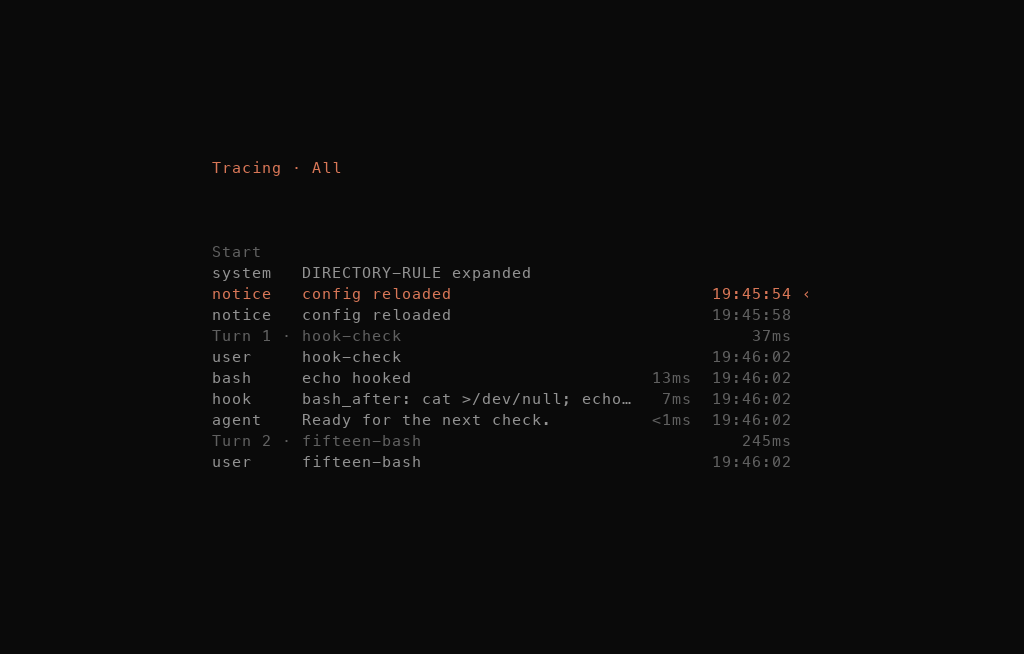 Tracing · All
Start
system DIRECTORY-RULE expanded
notice config reloaded 19:45:54 ‹
notice config reloaded 19:45:58
Turn 1 · hook-check 37ms
user hook-check 19:46:02
bash echo hooked 13ms 19:46:02
hook bash_after: cat >/dev/null; echo… 7ms 19:46:02
agent Ready for the next check. <1ms 19:46:02
Turn 2 · fifteen-bash 245ms
user fifteen-bash 19:46:02